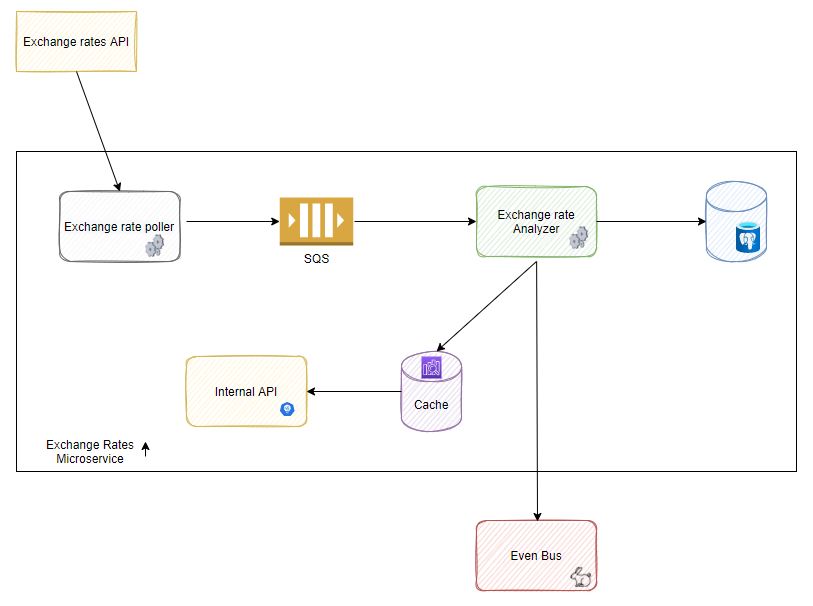 Exchange rates API
Exchange rate poller
SQS
Exchange rate
Analyzer
Internal API
Cache
Exchange Rates
Microservice
Even Bus